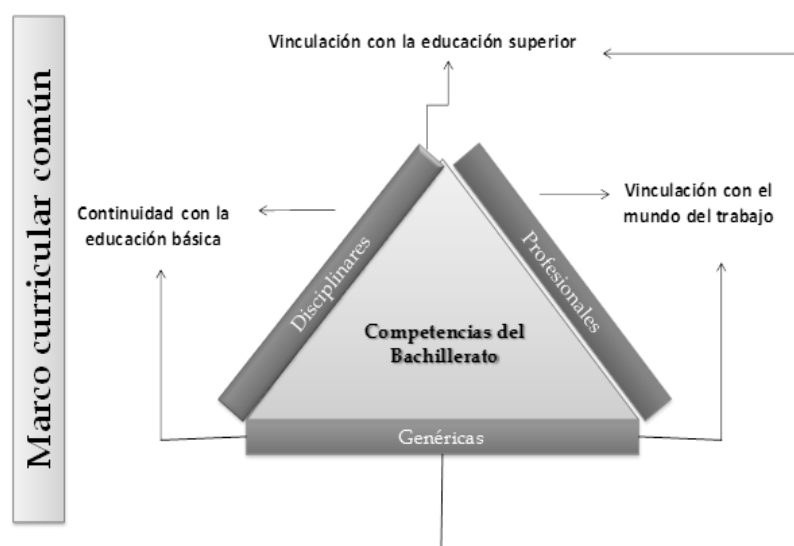 Marco curricular común
Vinculación con la educación superior
Continuidad con la
educación básica
Vinculación con el
mundo del trabajo
Disciplinares
Profesionales
Competencias del
Bachillerato
Genéricas